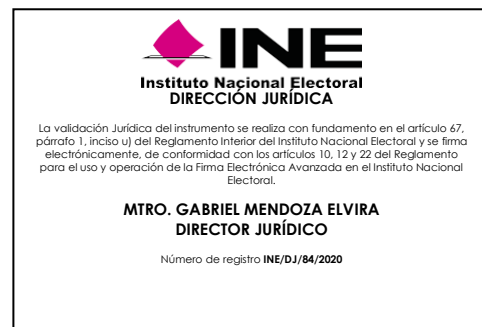 INE
Instituto Nacional Electoral
DIRECCIÓN JURÍDICA
La validación Jurídica del instrumento se realiza con fundamento en el artículo 67,
párrafo 1, inciso u) del Reglamento Interior del Instituto Nacional Electoral y se firma
electrónicamente, de conformidad con los artículos 10, 12 y 22 del Reglamento
para el uso y operación de la Firma Electrónica Avanzada en el Instituto Nacional
Electoral.
MTRO. GABRIEL MENDOZA ELVIRA
DIRECTOR JURÍDICO
Número de registro INE/DJ/84/2020